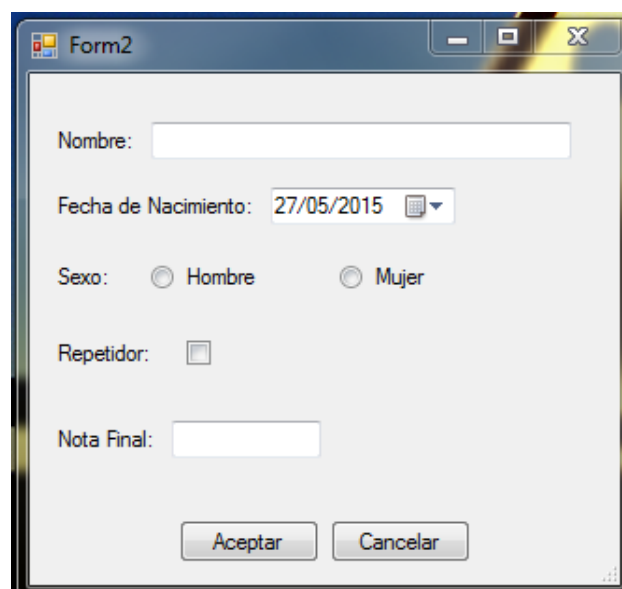 Form2
Nombre:
Fecha de Nacimiento: 27/05/2015
Sexo: Hombre Mujer
Repetidor:
Nota Final:
Aceptar Cancelar